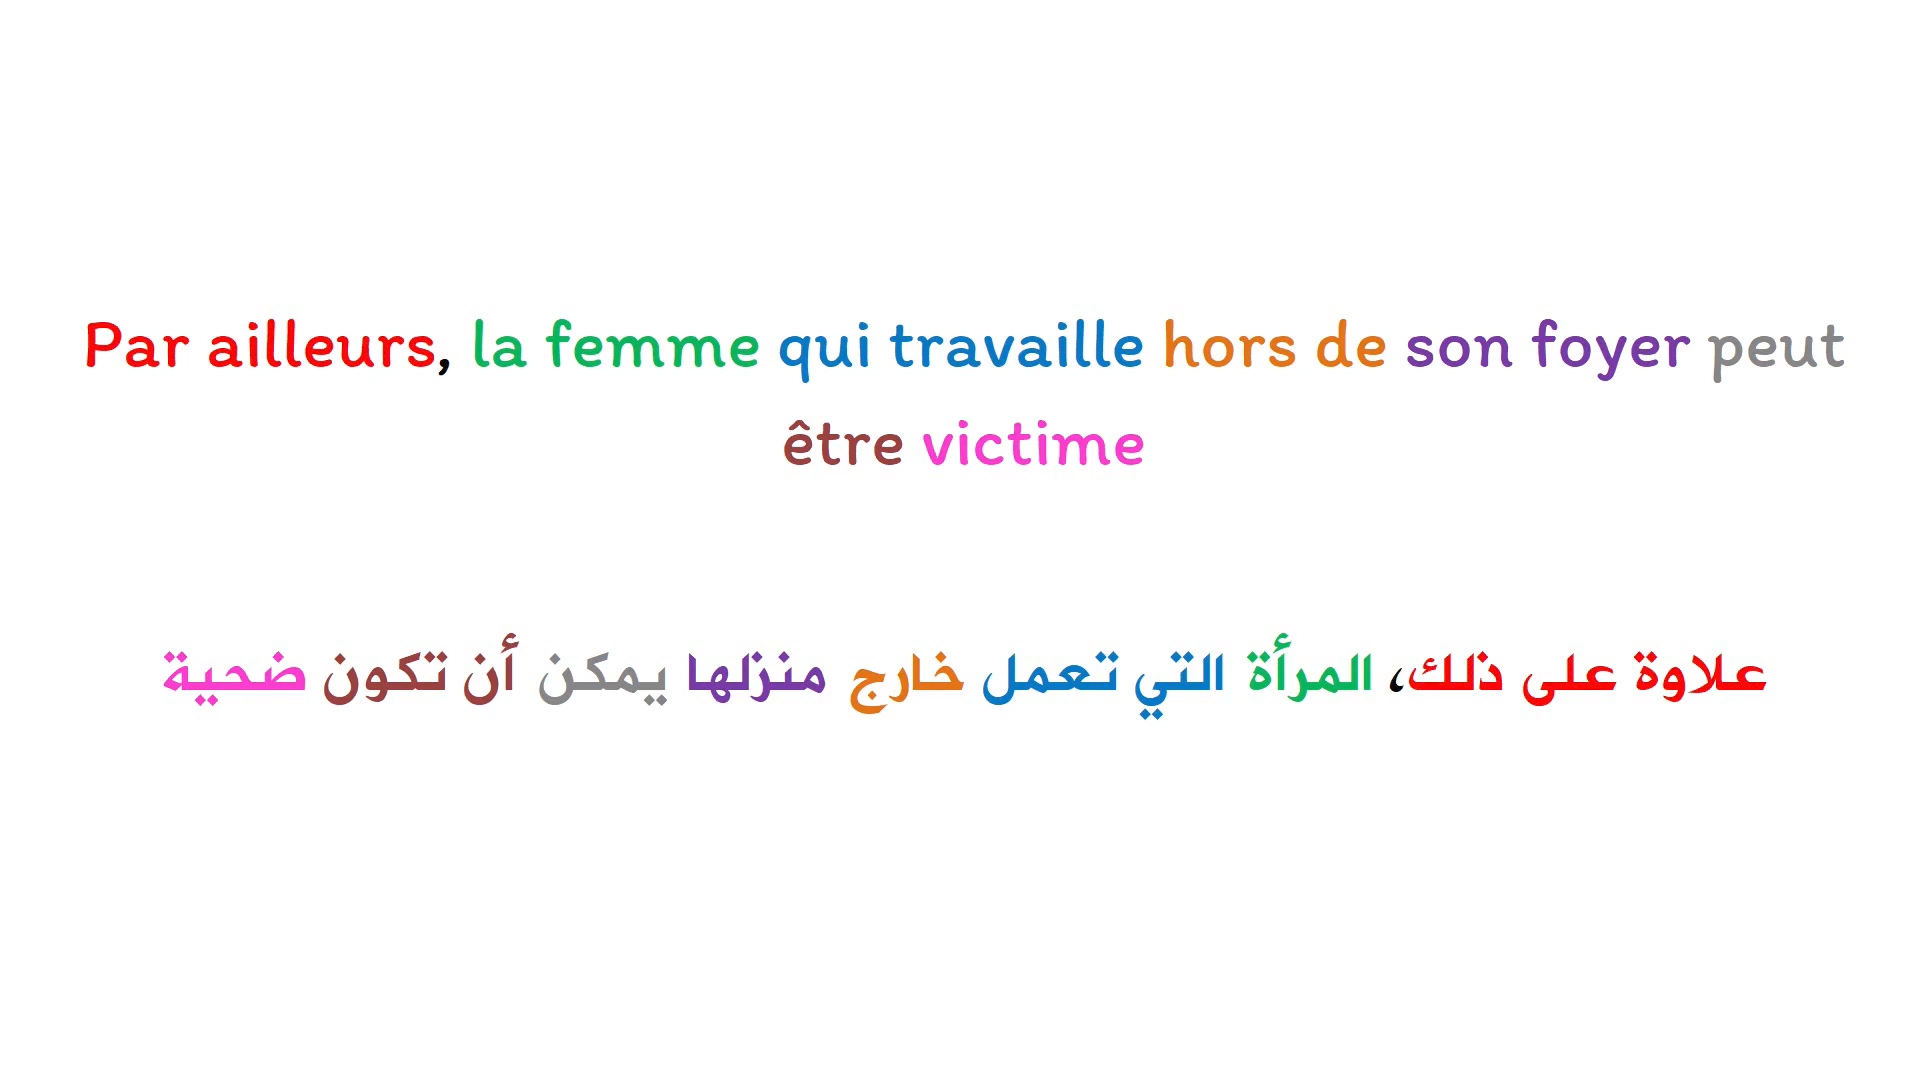 Par ailleurs, la femme qui travaille hors de son foyer peut
être victime
علاوة على ذلك، المرأة التي تعمل خارج منزلها يمكن أن تكون ضحية